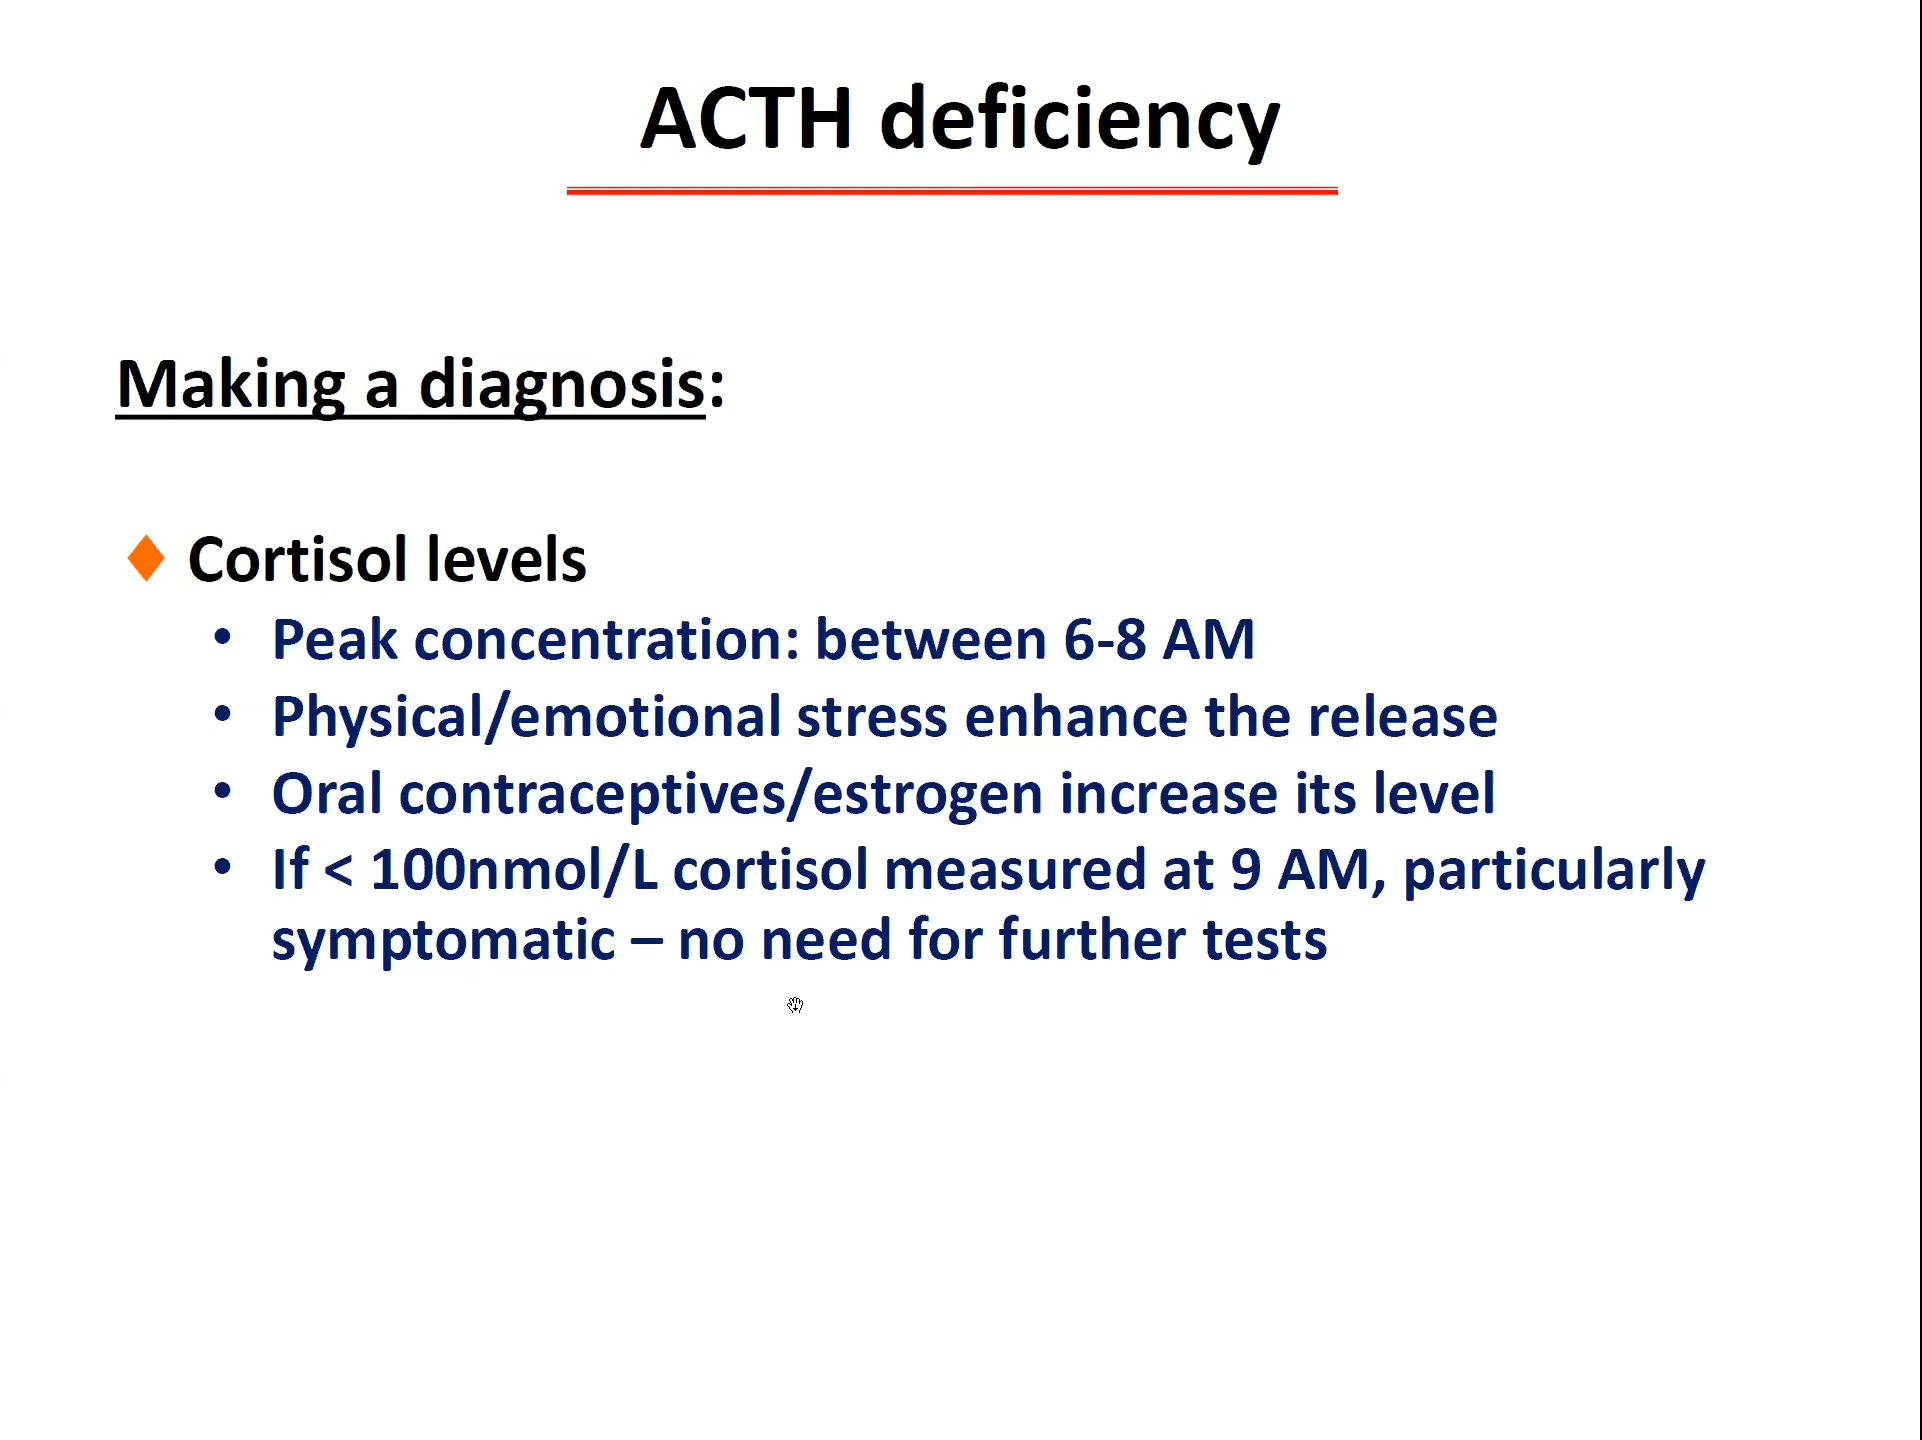 ACTH deficiency
Making a diagnosis:
♦ Cortisol levels
• Peak concentration: between 6-8 AM
• Physical/emotional stress enhance the release
• Oral contraceptives/estrogen increase its level
• If < 100nmol/L cortisol measured at 9 AM, particularly
symptomatic – no need for further tests